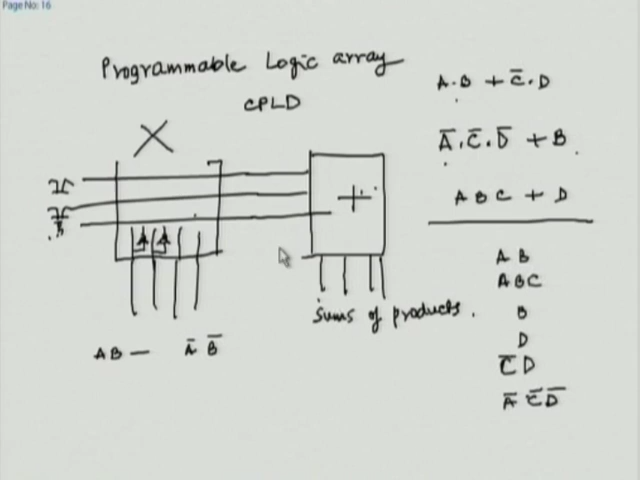 Page No: 16
Programmable Logic array
CPLD
X
+
A.B + C̅.D
A̅.C̅.D̅ + B.
A B C + D
A B
A B C
B
D
C̅ D
A̅ C̅ D̅
sums of products.
AB — A̅ B̅